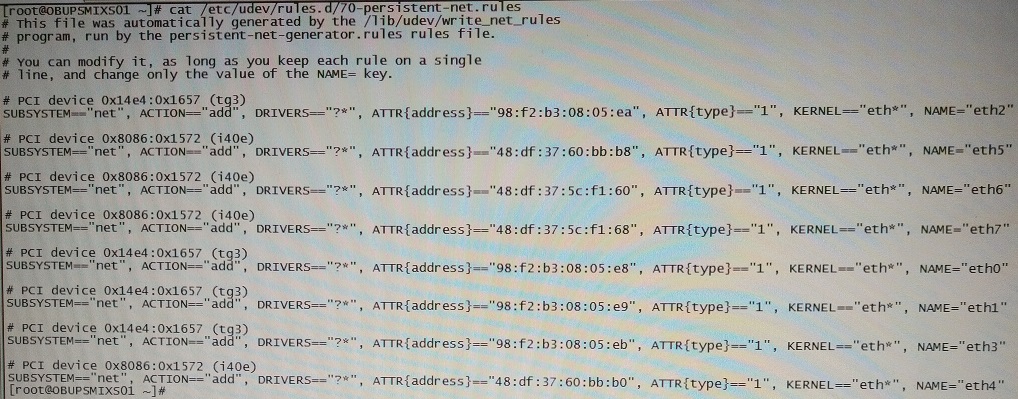 [root@OBUPSMIXS01 ~]# cat /etc/udev/rules.d/70-persistent-net.rules
# This file was automatically generated by the /lib/udev/write_net_rules
# program, run by the persistent-net-generator.rules rules file.
#
# You can modify it, as long as you keep each rule on a single
# line, and change only the value of the NAME= key.
# PCI device 0x14e4:0x1657 (tg3)
SUBSYSTEM=="net", ACTION=="add", DRIVERS=="?*", ATTR{address}=="98:f2:b3:08:05:ea", ATTR{type}=="1", KERNEL=="eth*", NAME="eth2"
# PCI device 0x8086:0x1572 (i40e)
SUBSYSTEM=="net", ACTION=="add", DRIVERS=="?*", ATTR{address}=="48:df:37:60:bb:b8", ATTR{type}=="1", KERNEL=="eth*", NAME="eth5"
# PCI device 0x8086:0x1572 (i40e)
SUBSYSTEM=="net", ACTION=="add", DRIVERS=="?*", ATTR{address}=="48:df:37:5c:f1:60", ATTR{type}=="1", KERNEL=="eth*", NAME="eth6"
# PCI device 0x8086:0x1572 (i40e)
SUBSYSTEM=="net", ACTION=="add", DRIVERS=="?*", ATTR{address}=="48:df:37:5c:f1:68", ATTR{type}=="1", KERNEL=="eth*", NAME="eth7"
# PCI device 0x14e4:0x1657 (tg3)
SUBSYSTEM=="net", ACTION=="add", DRIVERS=="?*", ATTR{address}=="98:f2:b3:08:05:e8", ATTR{type}=="1", KERNEL=="eth*", NAME="eth0"
# PCI device 0x14e4:0x1657 (tg3)
SUBSYSTEM=="net", ACTION=="add", DRIVERS=="?*", ATTR{address}=="98:f2:b3:08:05:e9", ATTR{type}=="1", KERNEL=="eth*", NAME="eth1"
# PCI device 0x14e4:0x1657 (tg3)
SUBSYSTEM=="net", ACTION=="add", DRIVERS=="?*", ATTR{address}=="98:f2:b3:08:05:eb", ATTR{type}=="1", KERNEL=="eth*", NAME="eth3"
# PCI device 0x8086:0x1572 (i40e)
SUBSYSTEM=="net", ACTION=="add", DRIVERS=="?*", ATTR{address}=="48:df:37:60:bb:b0", ATTR{type}=="1", KERNEL=="eth*", NAME="eth4"
[root@OBUPSMIXS01 ~]#